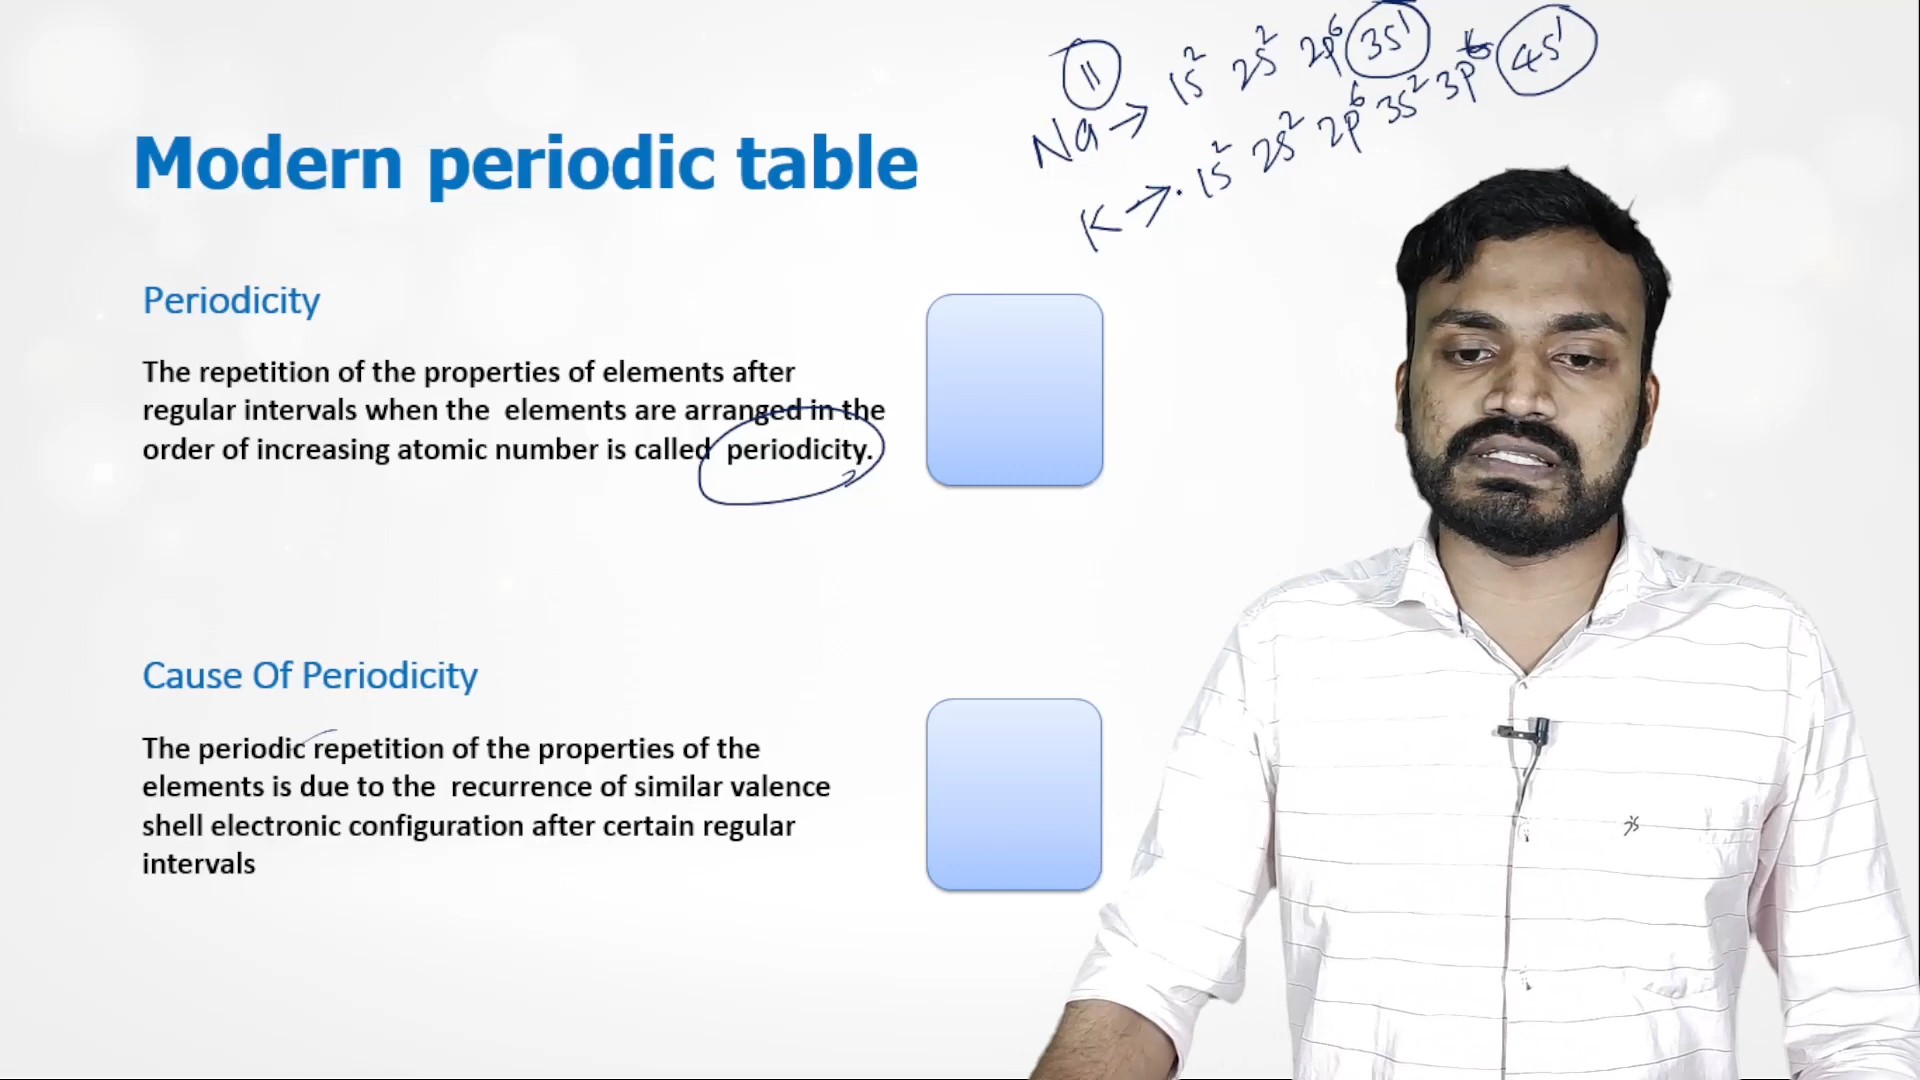 11
Na → 1s² 2s² 2p⁶ 3s¹
K → 1s² 2s² 2p⁶ 3s² 3p⁶ 4s¹
Modern periodic table
Periodicity
The repetition of the properties of elements after
regular intervals when the elements are arranged in the
order of increasing atomic number is called periodicity.
Cause Of Periodicity
The periodic repetition of the properties of the
elements is due to the recurrence of similar valence
shell electronic configuration after certain regular
intervals